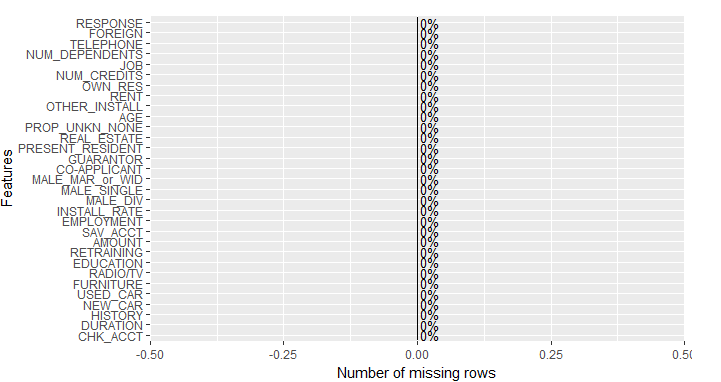 Features
RESPONSE 0%
FOREIGN 0%
TELEPHONE 0%
NUM_DEPENDENTS 0%
JOB 0%
NUM_CREDITS 0%
OWN_RES 0%
RENT 0%
OTHER_INSTALL 0%
AGE 0%
PROP_UNKN_NONE 0%
REAL_ESTATE 0%
PRESENT_RESIDENT 0%
GUARANTOR 0%
CO-APPLICANT 0%
MALE_MAR_or_WID 0%
MALE_SINGLE 0%
MALE_DIV 0%
INSTALL_RATE 0%
EMPLOYMENT 0%
SAV_ACCT 0%
AMOUNT 0%
RETRAINING 0%
EDUCATION 0%
RADIO/TV 0%
FURNITURE 0%
USED_CAR 0%
NEW_CAR 0%
HISTORY 0%
DURATION 0%
CHK_ACCT 0%
-0.50 -0.25 0.00 0.25 0.50
Number of missing rows